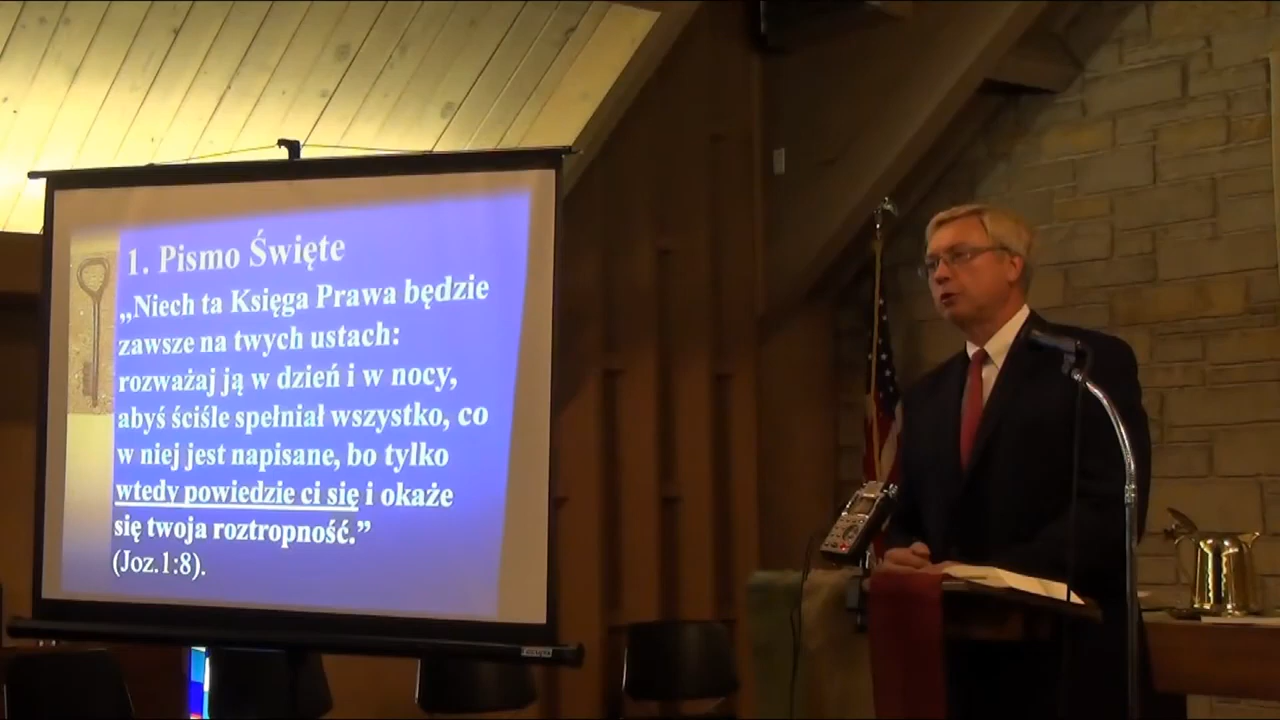 1. Pismo Święte
„Niech ta Księga Prawa będzie
zawsze na twych ustach:
rozważaj ją w dzień i w nocy,
abyś ściśle spełniał wszystko, co
w niej jest napisane, bo tylko
wtedy powiedzie ci się i okaże
się twoja roztropność.”
(Joz.1:8).